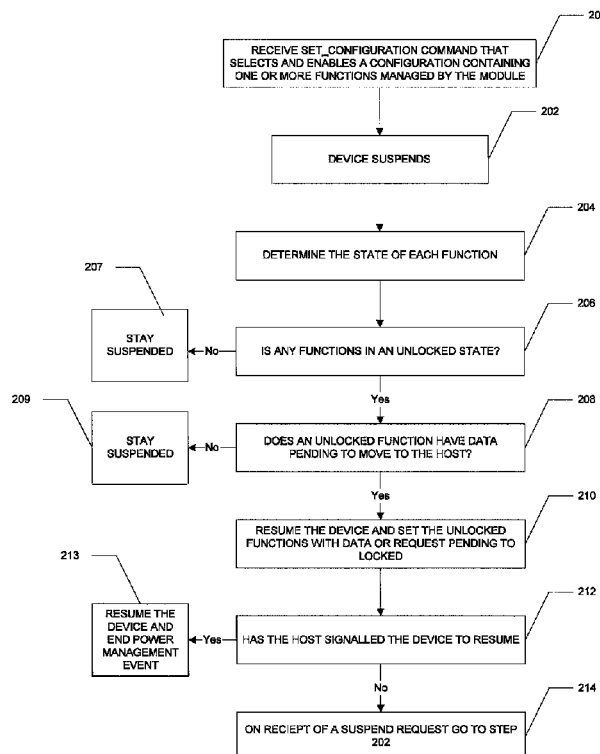 20
RECEIVE SET_CONFIGURATION COMMAND THAT
SELECTS AND ENABLES A CONFIGURATION CONTAINING
ONE OR MORE FUNCTIONS MANAGED BY THE MODULE
202
DEVICE SUSPENDS
204
DETERMINE THE STATE OF EACH FUNCTION
207
206
STAY
SUSPENDED
No
IS ANY FUNCTIONS IN AN UNLOCKED STATE?
Yes
209
208
STAY
SUSPENDED
No
DOES AN UNLOCKED FUNCTION HAVE DATA
PENDING TO MOVE TO THE HOST?
Yes
210
RESUME THE DEVICE AND SET THE UNLOCKED
FUNCTIONS WITH DATA OR REQUEST PENDING TO
LOCKED
213
212
RESUME THE
DEVICE AND
END POWER
MANAGEMENT
EVENT
Yes
HAS THE HOST SIGNALLED THE DEVICE TO RESUME
No
214
ON RECIEPT OF A SUSPEND REQUEST GO TO STEP
202